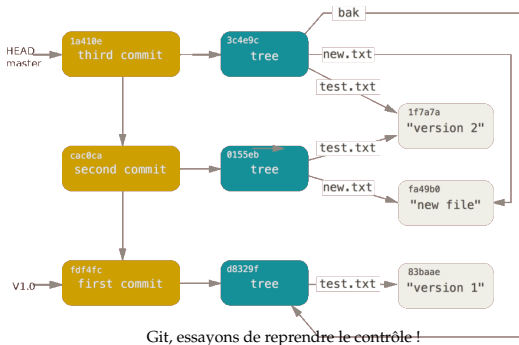 bak
1a410e
third commit
3c4e9c
tree
new.txt
HEAD
master
test.txt
1f7a7a
"version 2"
cac0ca
second commit
0155eb
tree
test.txt
new.txt
fa49b0
"new file"
fdf4fc
first commit
d8329f
tree
test.txt
83baae
"version 1"
V1.0
Git, essayons de reprendre le contrôle !